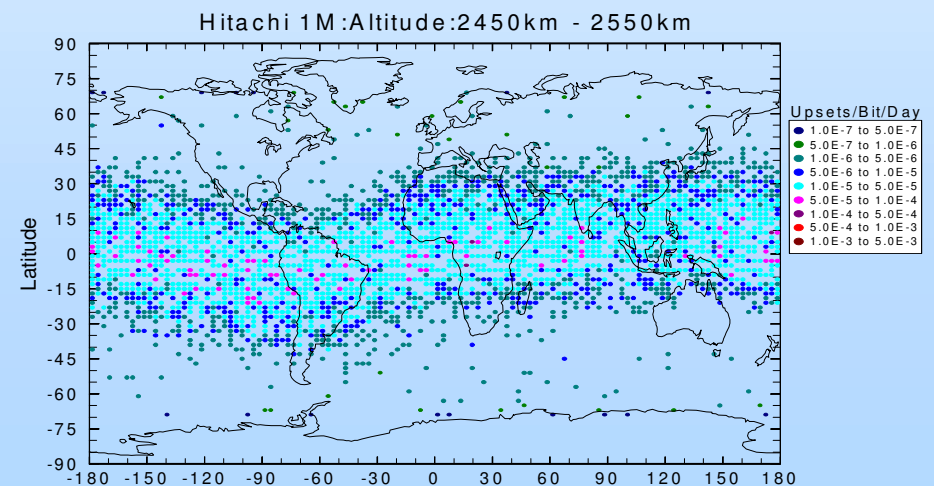 Hitachi 1M:Altitude:2450km - 2550km
90
75
60
45
30
15
0
-15
-30
-45
-60
-75
-90
Latitude
-180 -150 -120 -90 -60 -30 0 30 60 90 120 150 180
Upsets/Bit/Day
1.0E-7 to 5.0E-7
5.0E-7 to 1.0E-6
1.0E-6 to 5.0E-6
5.0E-6 to 1.0E-5
1.0E-5 to 5.0E-5
5.0E-5 to 1.0E-4
1.0E-4 to 5.0E-4
5.0E-4 to 1.0E-3
1.0E-3 to 5.0E-3